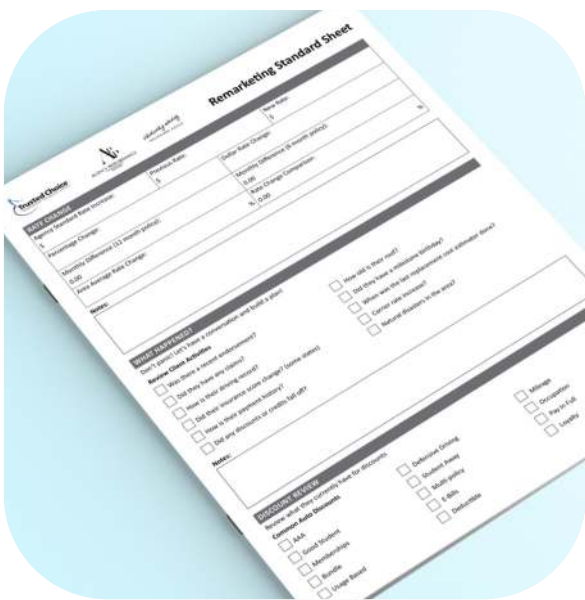 Remarketing Standard Sheet
Trusted Choice
RATE CHANGE
Agency Standard Rate Increase:
$
Previous Rate:
$
New Rate:
$
Percentage Change:
%
Dollar Rate Change:
Monthly Difference (12 month policy):
0.00
Monthly Difference (6 month policy):
0.00
Area Average Rate Change:
%
Rate Change Comparison:
0.00
%
Notes:
WHAT HAPPENED?
Don't panic! Let's have a conversation and build a plan!
Review Client Activities
Was there a recent endorsement?
Did they have any claims?
How is their driving record?
Did their insurance score change? (some states)
How is their payment history?
Did any discounts or credits fall off?
How old is their roof?
Did they have a milestone birthday?
When was the last replacement cost estimator done?
Carrier rate increase?
Natural disasters in the area?
Notes:
DISCOUNT REVIEW
Review what they currently have for discounts
Common Auto Discounts
AAA
Good Student
Memberships
Bundle
Usage Based
Defensive Driving
Student Away
Multi-policy
E-Bills
Deductible
Mileage
Occupation
Pay in Full
Loyalty